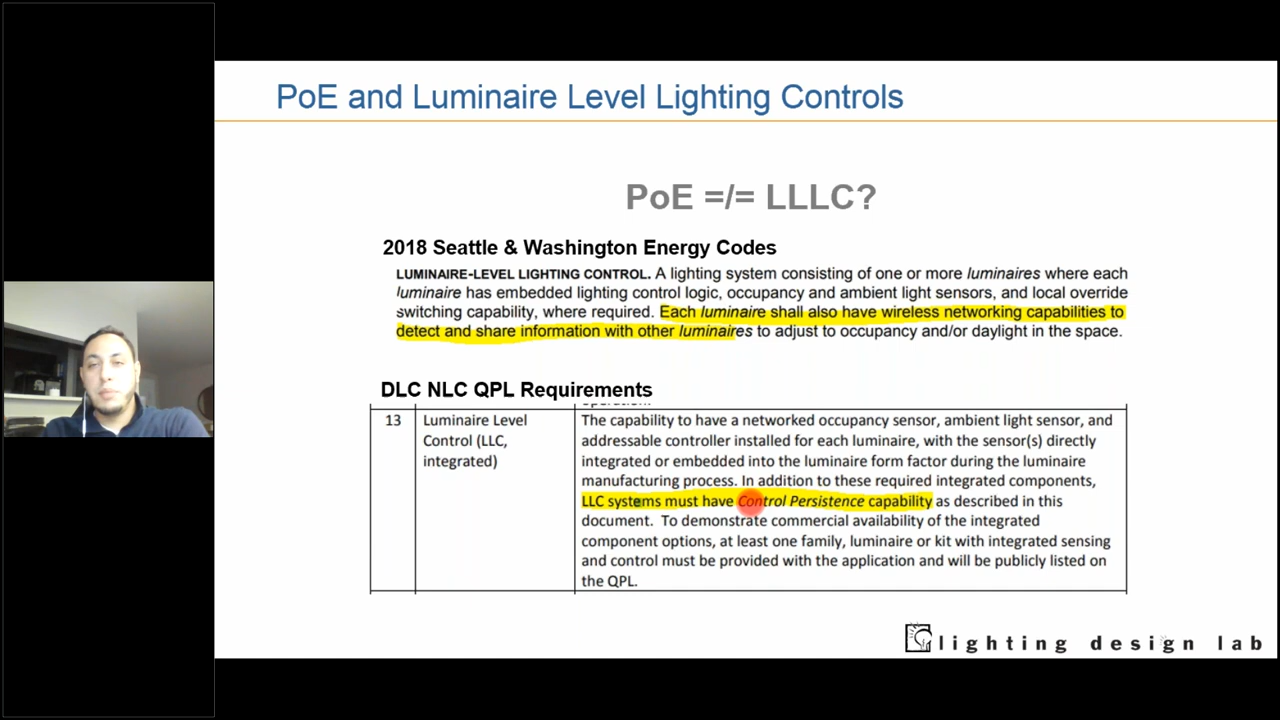 PoE and Luminaire Level Lighting Controls
PoE =/= LLLC?
2018 Seattle & Washington Energy Codes
LUMINAIRE-LEVEL LIGHTING CONTROL. A lighting system consisting of one or more luminaires where each
luminaire has embedded lighting control logic, occupancy and ambient light sensors, and local override
switching capability, where required. Each luminaire shall also have wireless networking capabilities to
detect and share information with other luminaires to adjust to occupancy and/or daylight in the space.
DLC NLC QPL Requirements
13 Luminaire Level
Control (LLC,
integrated)
The capability to have a networked occupancy sensor, ambient light sensor, and
addressable controller installed for each luminaire, with the sensor(s) directly
integrated or embedded into the luminaire form factor during the luminaire
manufacturing process. In addition to these required integrated components,
LLC systems must have Control Persistence capability as described in this
document. To demonstrate commercial availability of the integrated
component options, at least one family, luminaire or kit with integrated sensing
and control must be provided with the application and will be publicly listed on
the QPL.
lighting design lab